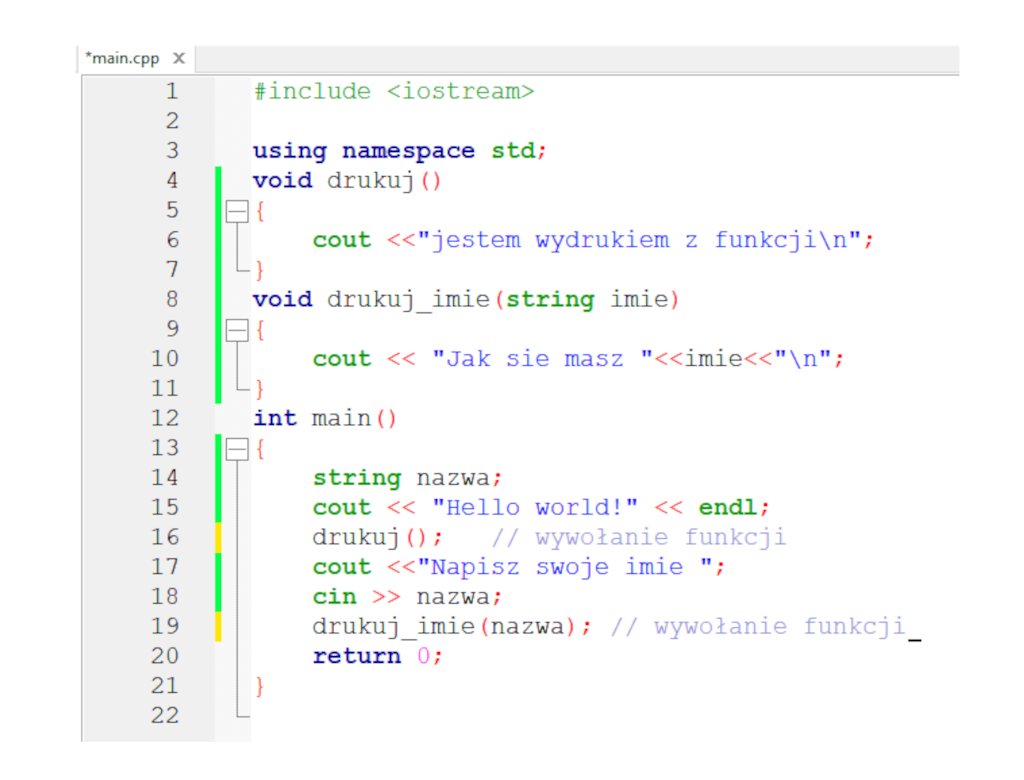 *main.cpp X
1 #include <iostream>
2
3 using namespace std;
4 void drukuj()
5 {
6 cout <<"jestem wydrukiem z funkcji\n";
7 }
8 void drukuj_imie(string imie)
9 {
10 cout << "Jak sie masz "<<imie<<"\n";
11 }
12 int main()
13 {
14 string nazwa;
15 cout << "Hello world!" << endl;
16 drukuj(); // wywołanie funkcji
17 cout <<"Napisz swoje imie ";
18 cin >> nazwa;
19 drukuj_imie(nazwa); // wywołanie funkcji
20 return 0;
21 }
22